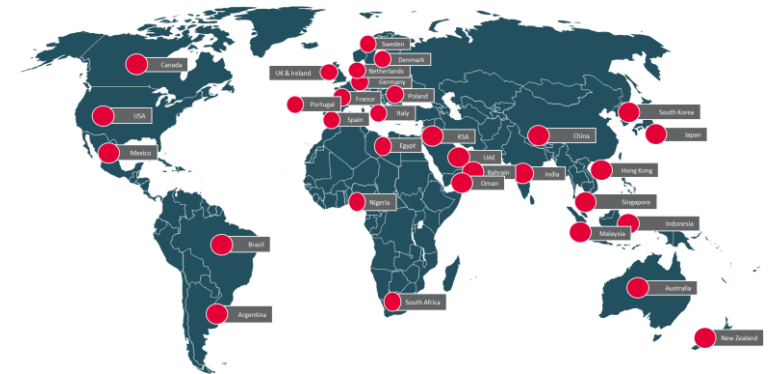 Sweden
Canada
Denmark
UK & Ireland
Netherlands
Germany
Poland
France
Portugal
South Korea
USA
Italy
Spain
Japan
KSA
China
Egypt
Mexico
UAE
Hong Kong
Bahrain
India
Oman
Nigeria
Singapore
Indonesia
Malaysia
Brazil
Australia
South Africa
Argentina
New Zealand